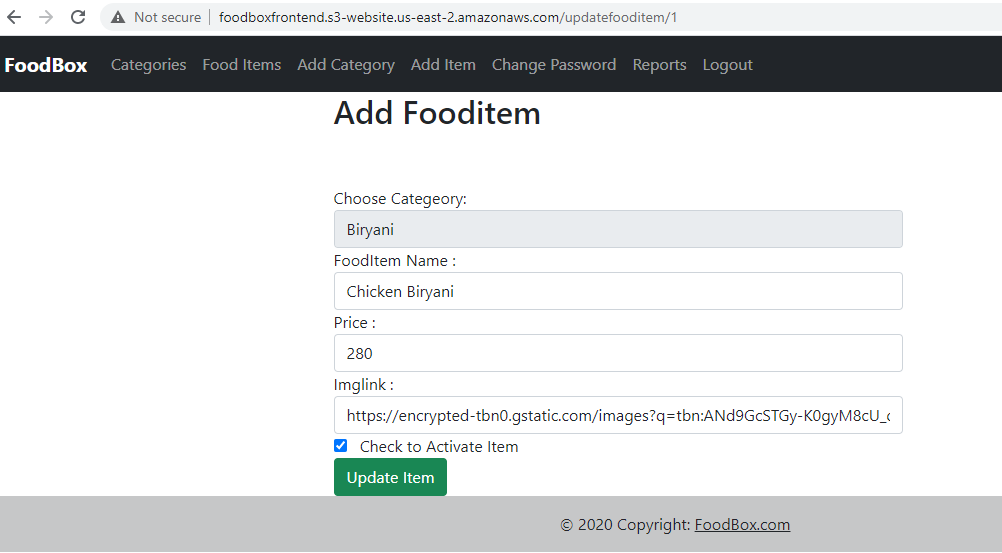 Not secure | foodboxfrontend.s3-website.us-east-2.amazonaws.com/updatefooditem/1
FoodBox Categories Food Items Add Category Add Item Change Password Reports Logout
Add Fooditem
Choose Categeory:
Biryani
FoodItem Name :
Chicken Biryani
Price :
280
Imglink :
https://encrypted-tbn0.gstatic.com/images?q=tbn:ANd9GcSTGy-K0gyM8cU_
Check to Activate Item
Update Item
© 2020 Copyright: FoodBox.com